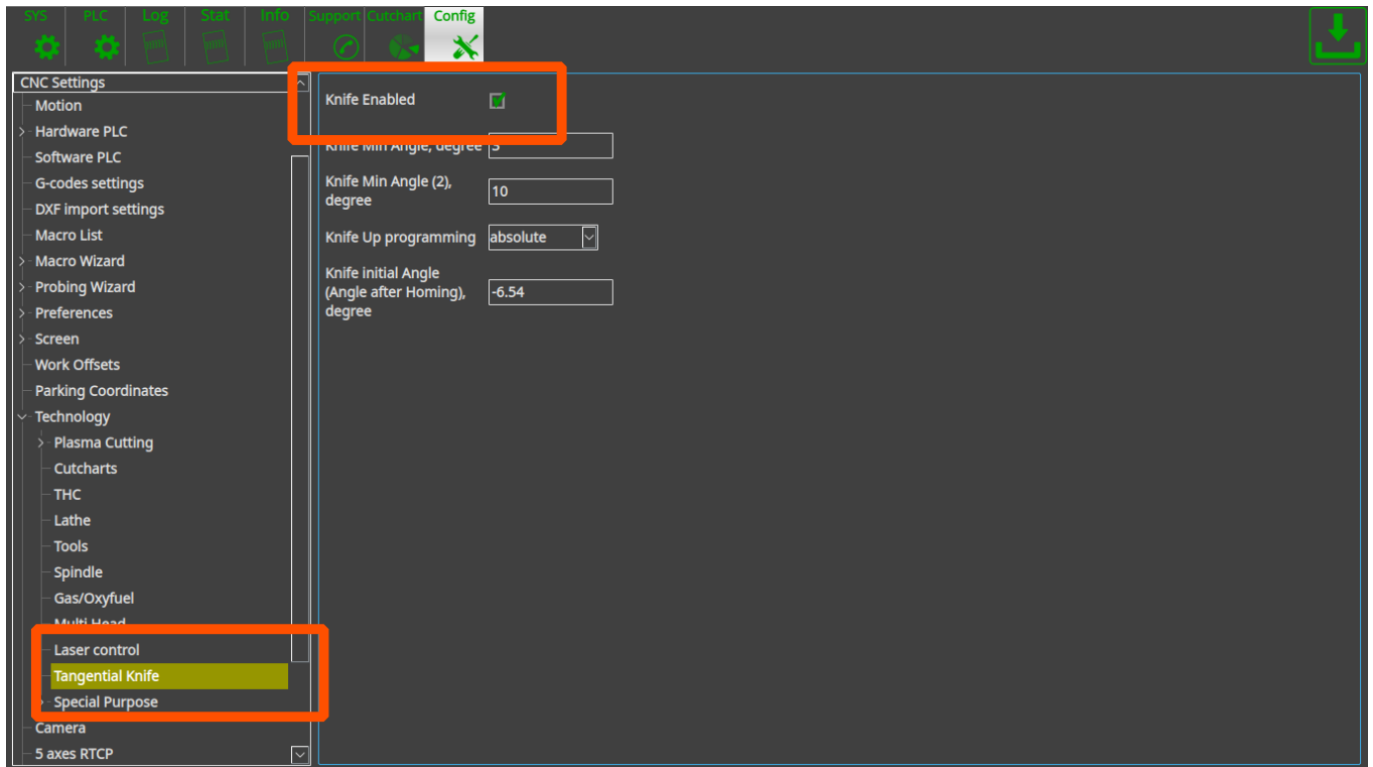 SYS PLC Log Stat Info Support Cutchart Config
CNC Settings
Motion
Hardware PLC
Software PLC
G-codes settings
DXF import settings
Macro List
Macro Wizard
Probing Wizard
Preferences
Screen
Work Offsets
Parking Coordinates
Technology
Plasma Cutting
Cutcharts
THC
Lathe
Tools
Spindle
Gas/Oxyfuel
Multi Head
Laser control
Tangential Knife
Special Purpose
Camera
5 axes RTCP
Knife Enabled
Knife Min Angle, degree
Knife Min Angle (2),
degree
10
Knife Up programming absolute
Knife initial Angle
(Angle after Homing),
degree
-6.54